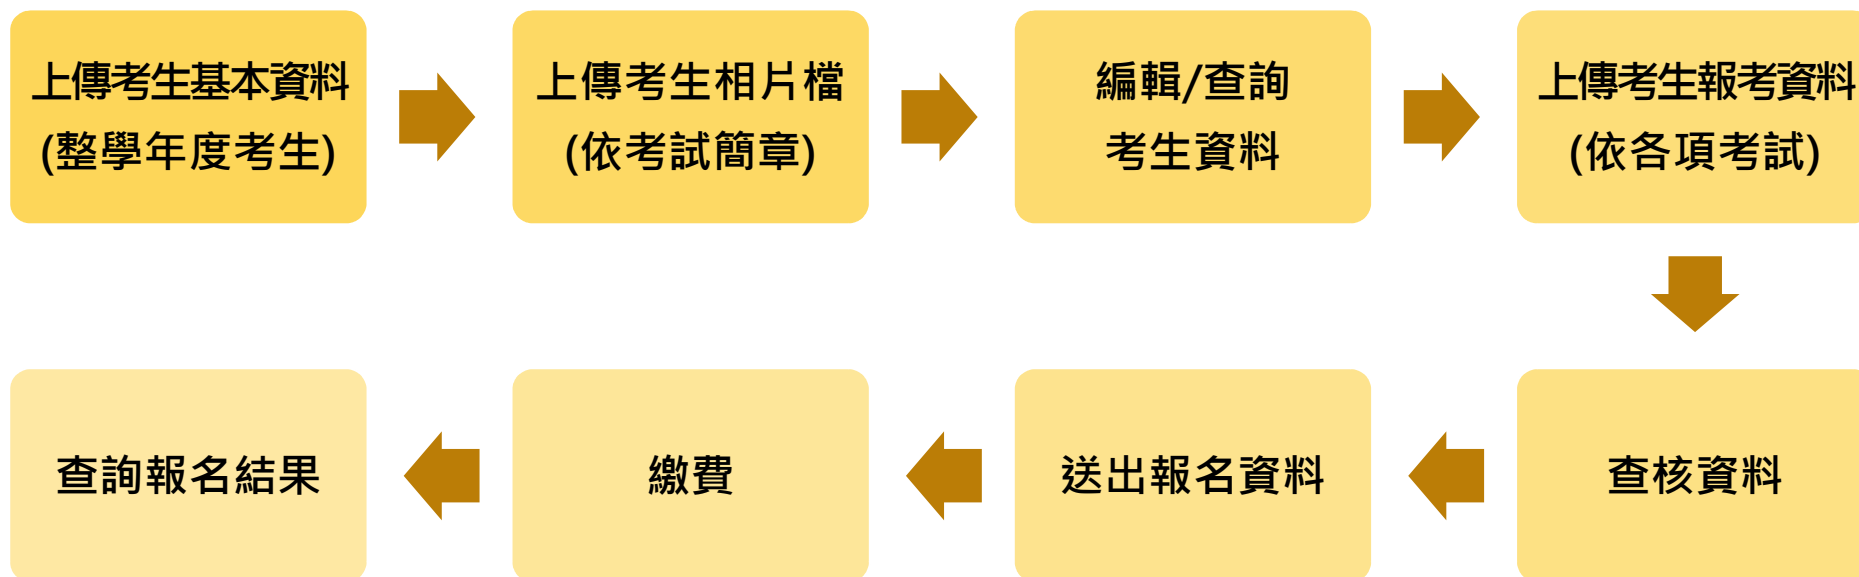 上傳考生基本資料
(整學年度考生)
上傳考生相片檔
(依考試簡章)
編輯/查詢
考生資料
上傳考生報考資料
(依各項考試)
查核資料
送出報名資料
繳費
查詢報名結果